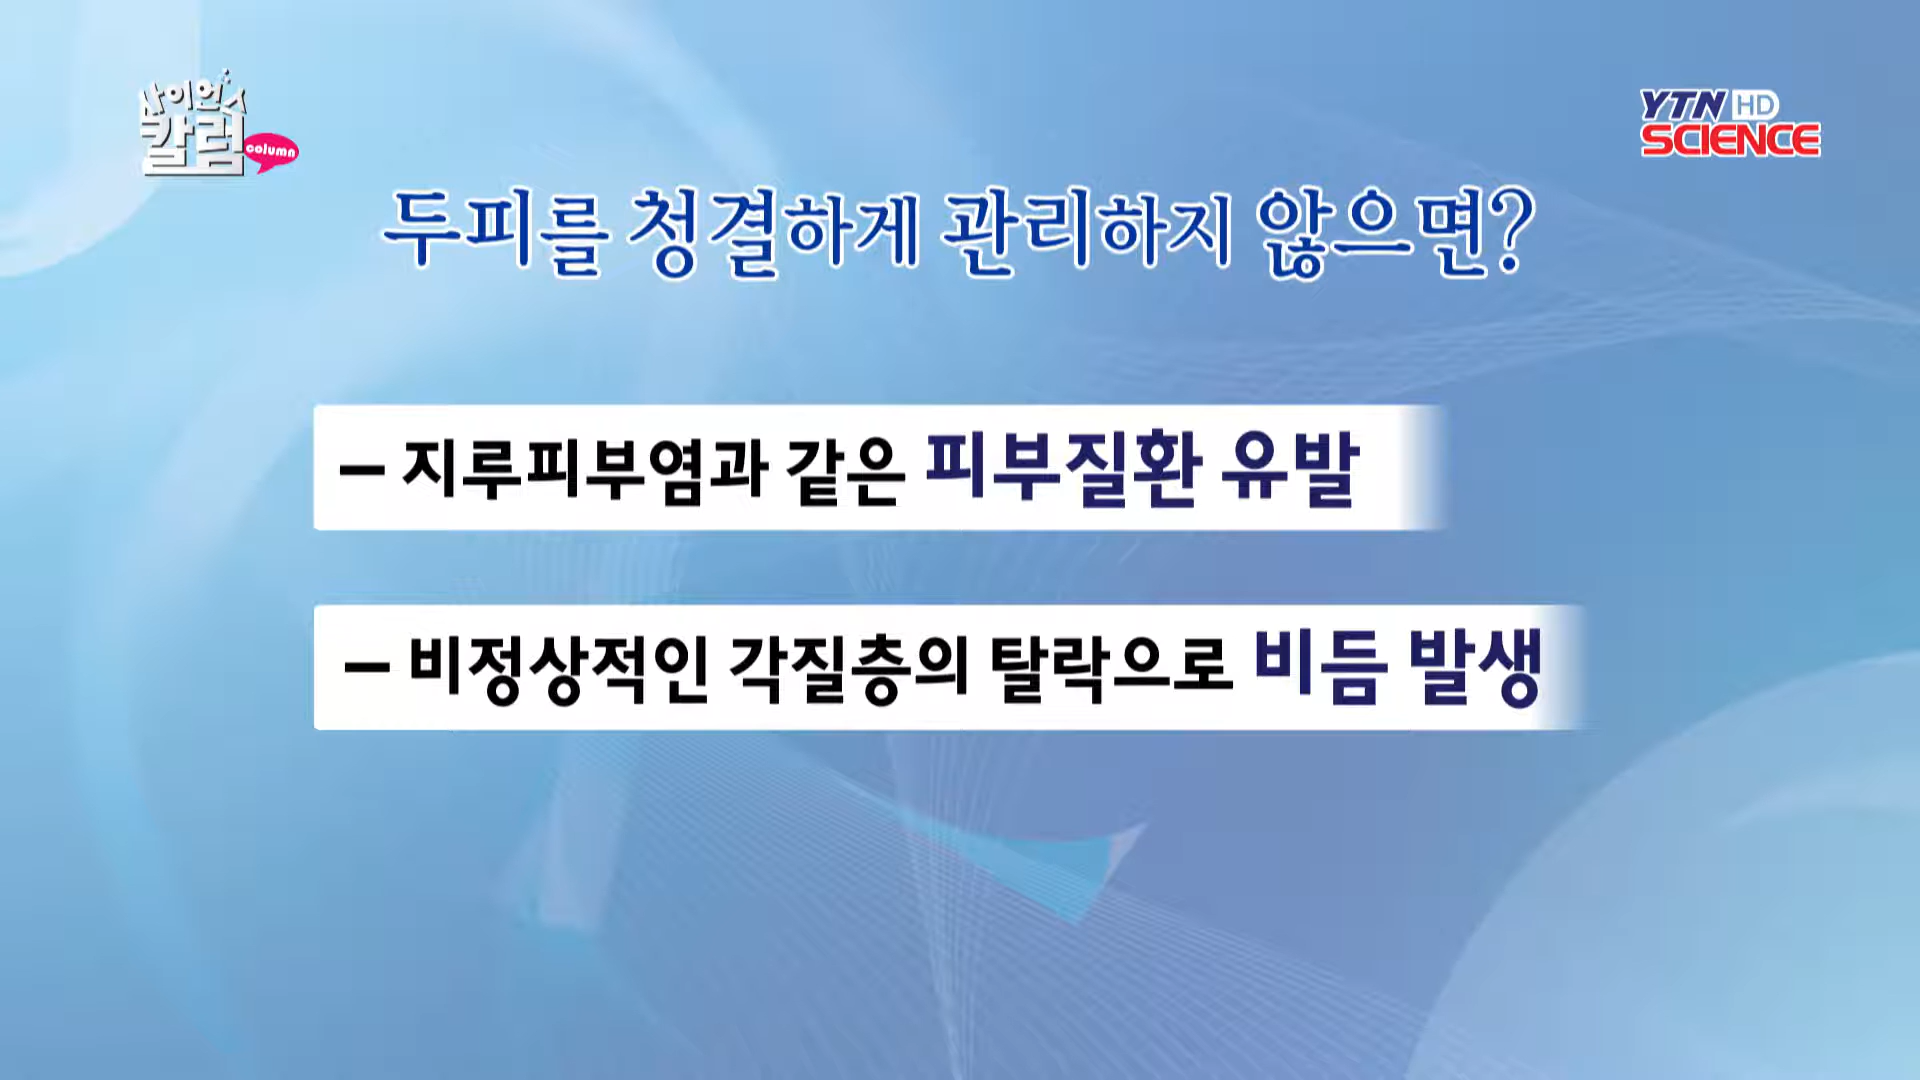 사이언스
칼럼
column
YTN HD
SCIENCE
두피를 청결하게 관리하지 않으면?
– 지루피부염과 같은 피부질환 유발
– 비정상적인 각질층의 탈락으로 비듬 발생